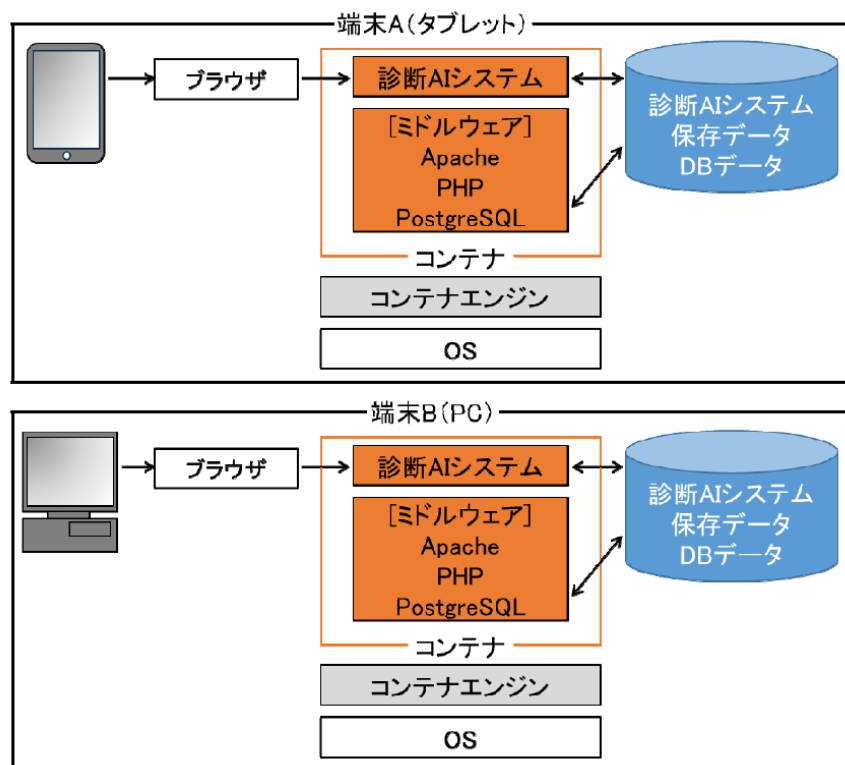 端末A(タブレット)
ブラウザ
診断AIシステム
[ミドルウェア]
Apache
PHP
PostgreSQL
コンテナ
コンテナエンジン
OS
診断AIシステム
保存データ
DBデータ
端末B(PC)
ブラウザ
診断AIシステム
[ミドルウェア]
Apache
PHP
PostgreSQL
コンテナ
コンテナエンジン
OS
診断AIシステム
保存データ
DBデータ